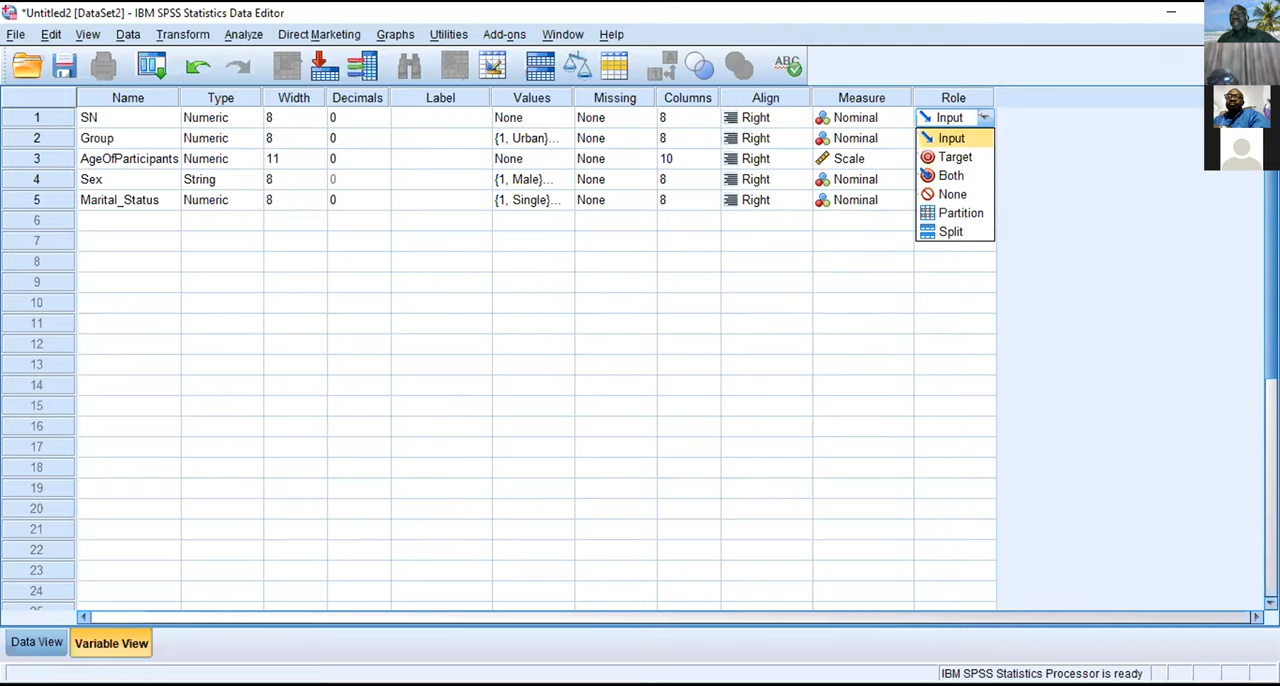 *Untitled2 [DataSet2] - IBM SPSS Statistics Data Editor
File Edit View Data Transform Analyze Direct Marketing Graphs Utilities Add-ons Window Help
Name Type Width Decimals Label Values Missing Columns Align Measure Role
1 SN Numeric 8 0 None None 8 Right Nominal Input
2 Group Numeric 8 0 {1, Urban}... None 8 Right Nominal Input
3 AgeOfParticipants Numeric 11 0 None None 10 Right Scale Target
4 Sex String 8 0 {1, Male}... None 8 Right Nominal Both
5 Marital_Status Numeric 8 0 {1, Single}... None 8 Right Nominal None
6 Partition
7 Split
8
9
10
11
12
13
14
15
16
17
18
19
20
21
22
23
24
Data View Variable View
IBM SPSS Statistics Processor is ready